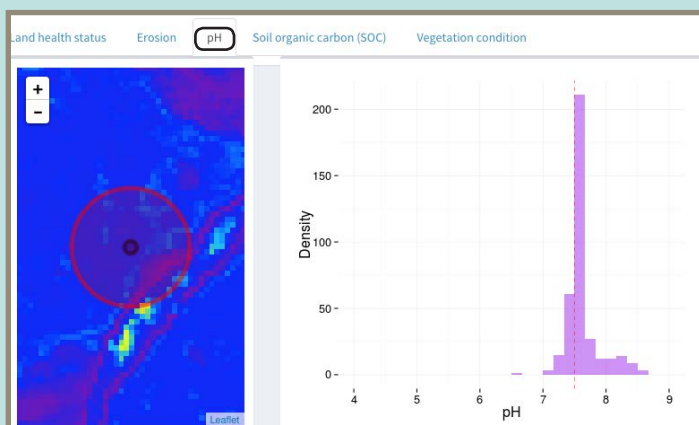 Land health status Erosion pH Soil organic carbon (SOC) Vegetation condition
+
−
Leaflet
Density
200
150
100
50
0
4 5 6 7 8 9
pH